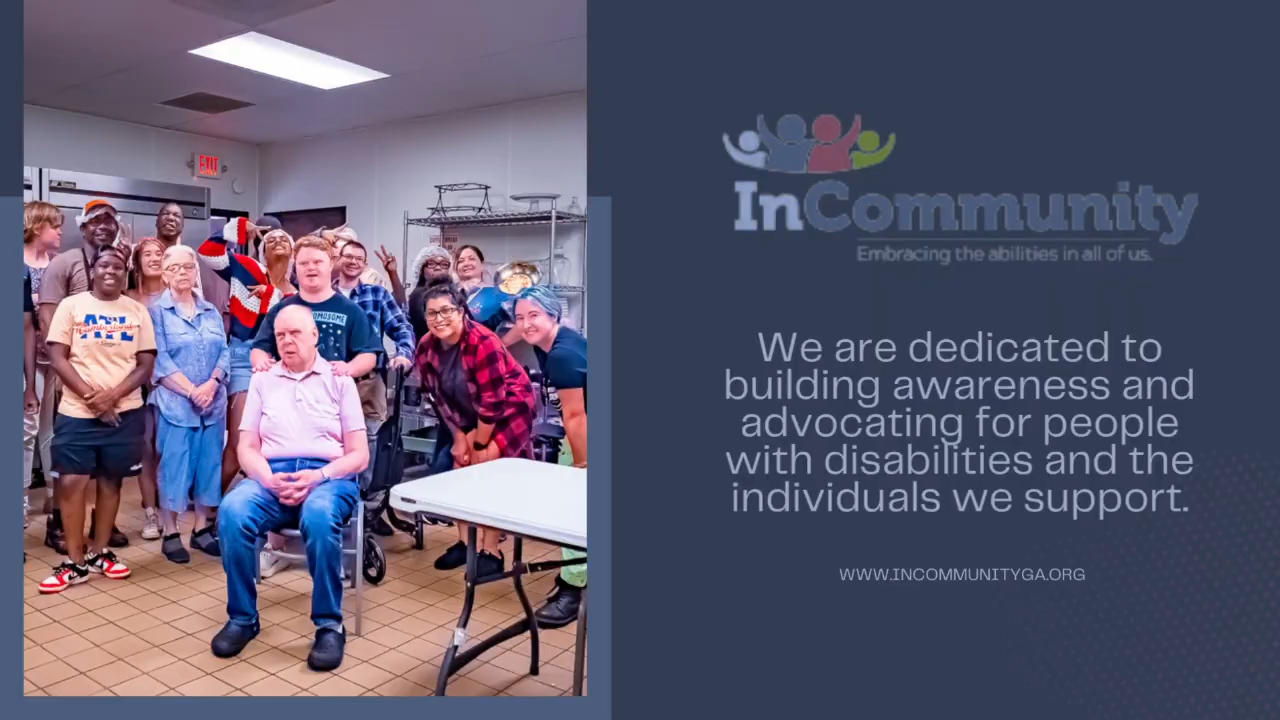 EXIT
ATL
InCommunity
Embracing the abilities in all of us.
We are dedicated to
building awareness and
advocating for people
with disabilities and the
individuals we support.
WWW.INCOMMUNITYGA.ORG